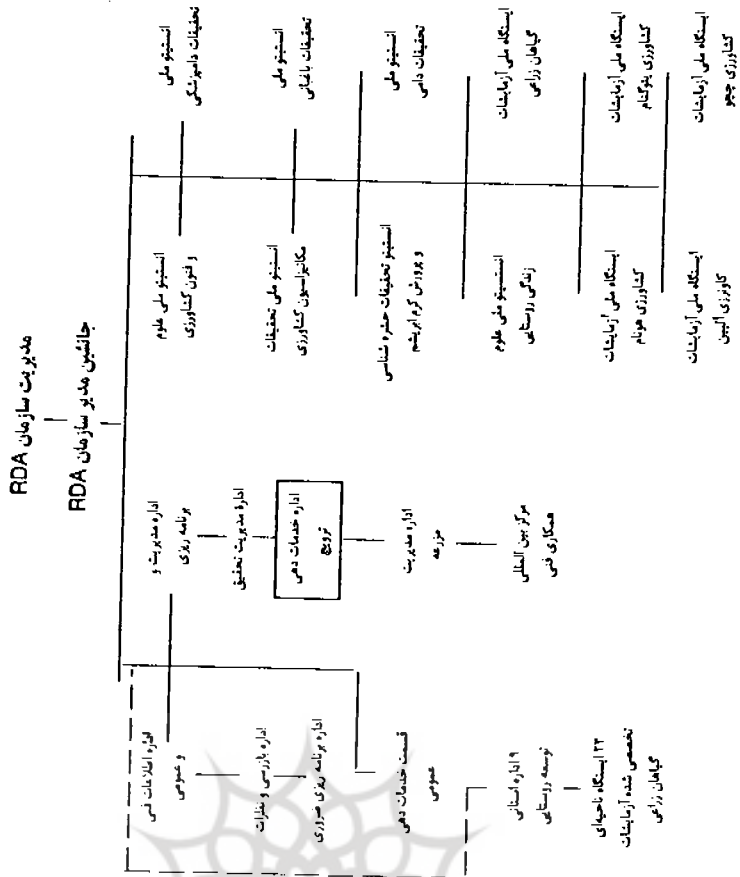 مدیریت سازمان RDA
جانشین مدیر سازمان RDA
انستیتو ملی
تحقیقات دامپزشکی
انستیتو ملی
تحقیقات باغبانی
انستیتو ملی
تحقیقات دامی
ایستگاه ملی آزمایشات
گیاهان زراعی
ایستگاه ملی آزمایشات
کشاورزی یئوگنام
ایستگاه ملی آزمایشات
کشاورزی چجو
انستیتو ملی علوم
و فنون کشاورزی
انستیتو ملی تحقیقات
مکانیزاسیون کشاورزی
انستیتو تحقیقات حشره شناسی
و پرورش کرم ابریشم
انستیتو ملی علوم
زندگی روستایی
ایستگاه ملی آزمایشات
کشاورزی هونام
ایستگاه ملی آزمایشات
کاورزی آلپین
اداره مدیریت و
برنامه ریزی
ادارهٔ مدیریت تحقیق
اداره خدمات دهی
ترویج
اداره مدیریت
مزرعه
مرکز بین المللی
همکاری فنی
اداره اطلاعات فنی
و عمومی
اداره بازرسی و نظارت
اداره برنامه ریزی ضروری
قسمت خدمات دهی
عمومی
۹ اداره استانی
توسعه روستایی
۲۳ ایستگاه ناحیه‌ای
تخصصی شده آزمایشات
گیاهان زراعی